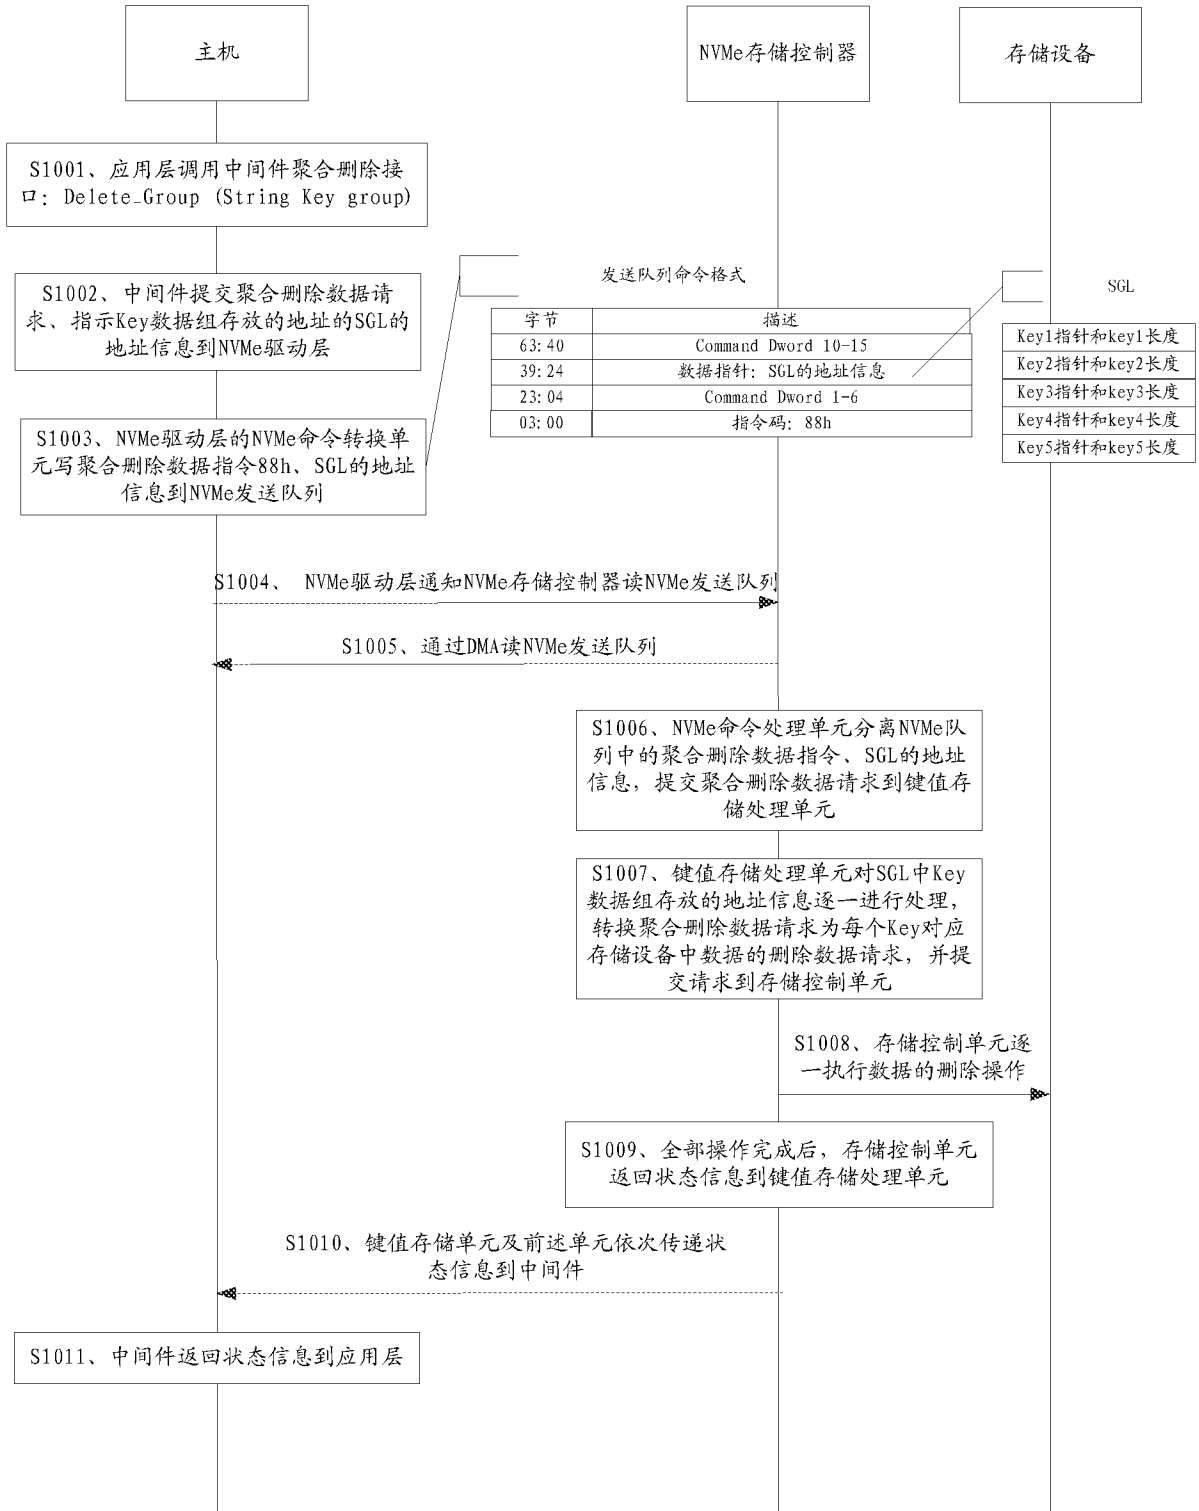 主机
NVMe存储控制器
存储设备
S1001、应用层调用中间件聚合删除接
口: Delete_Group (String Key group)
S1002、中间件提交聚合删除数据请
求、指示Key数据组存放的地址的SGL的
地址信息到NVMe驱动层
S1003、NVMe驱动层的NVMe命令转换单
元写聚合删除数据指令88h、SGL的地址
信息到NVMe发送队列
发送队列命令格式
字节 描述
63:40 Command Dword 10-15
39:24 数据指针: SGL的地址信息
23:04 Command Dword 1-6
03:00 指令码: 88h
SGL
Key1指针和key1长度
Key2指针和key2长度
Key3指针和key3长度
Key4指针和key4长度
Key5指针和key5长度
S1004、 NVMe驱动层通知NVMe存储控制器读NVMe发送队列
S1005、通过DMA读NVMe发送队列
S1006、NVMe命令处理单元分离NVMe队
列中的聚合删除数据指令、SGL的地址
信息，提交聚合删除数据请求到键值存
储处理单元
S1007、键值存储处理单元对SGL中Key
数据组存放的地址信息逐一进行处理，
转换聚合删除数据请求为每个Key对应
存储设备中数据的删除数据请求，并提
交请求到存储控制单元
S1008、存储控制单元逐
一执行数据的删除操作
S1009、全部操作完成后，存储控制单元
返回状态信息到键值存储处理单元
S1010、键值存储单元及前述单元依次传递状
态信息到中间件
S1011、中间件返回状态信息到应用层